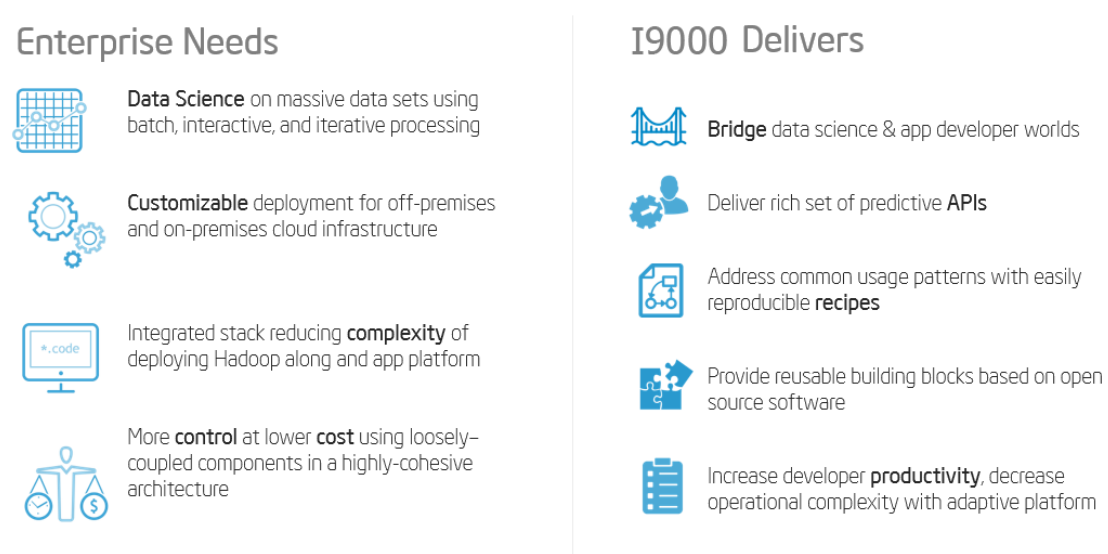 Enterprise Needs
Data Science on massive data sets using
batch, interactive, and iterative processing
Customizable deployment for off-premises
and on-premises cloud infrastructure
*.code
Integrated stack reducing complexity of
deploying Hadoop along and app platform
More control at lower cost using loosely–
coupled components in a highly-cohesive
architecture
$
I9000 Delivers
Bridge data science & app developer worlds
Deliver rich set of predictive APIs
Address common usage patterns with easily
reproducible recipes
Provide reusable building blocks based on open
source software
Increase developer productivity, decrease
operational complexity with adaptive platform